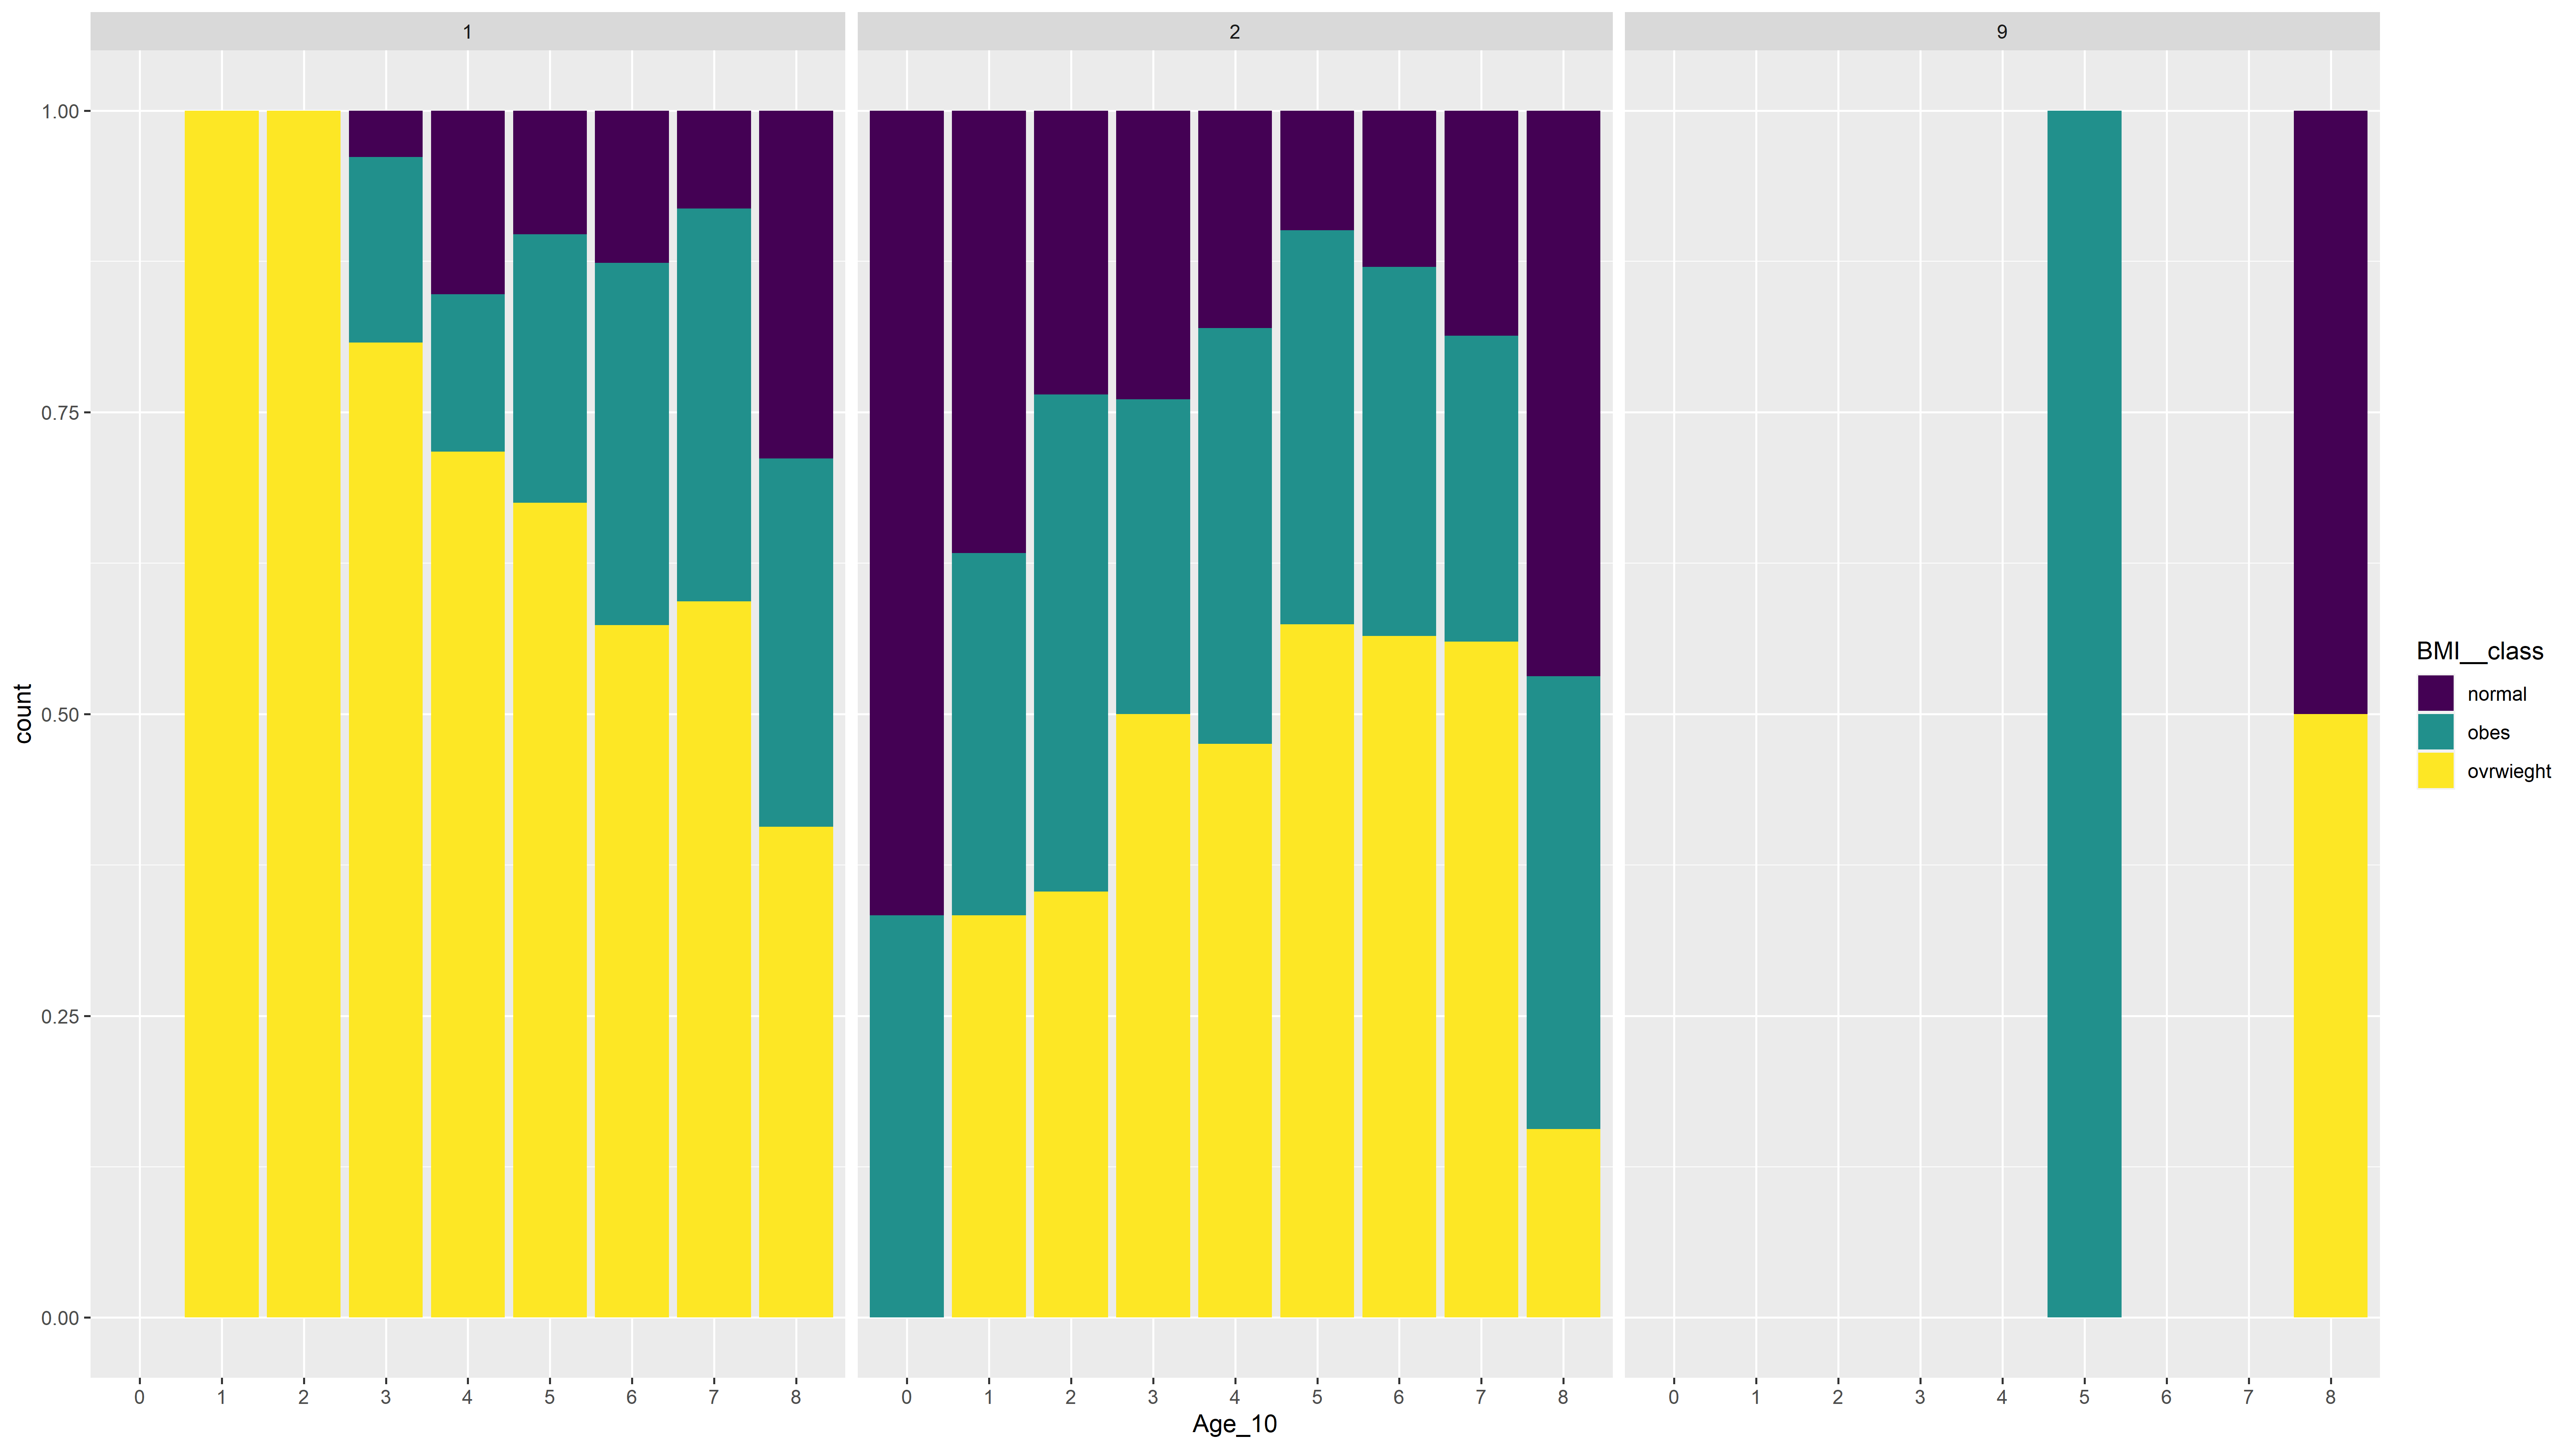 1 2 9
1.00
0.75
0.50
0.25
0.00
count
0 1 2 3 4 5 6 7 8 0 1 2 3 4 5 6 7 8 0 1 2 3 4 5 6 7 8
Age_10
BMI__class
normal
obes
ovrwieght